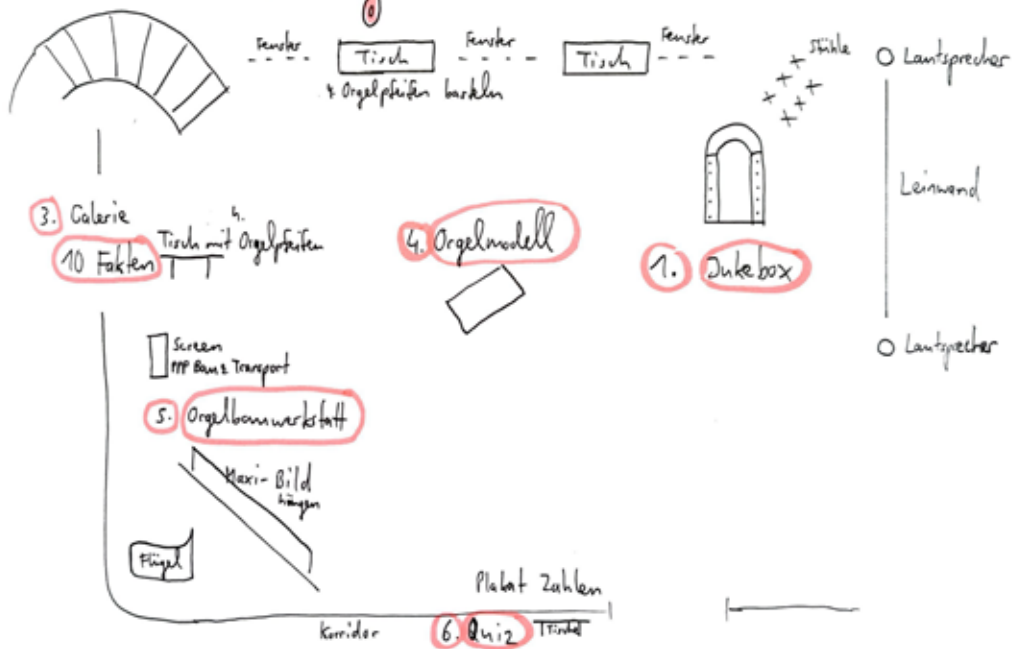 0
Fenster
Tisch
Fenster
Tisch
Fenster
Stühle
Lautsprecher
4. Orgelpfeifen basteln
Leinwand
3. Galerie
10 Fakten
4.
Tisch mit Orgelpfeifen
4. Orgelmodell
1. Jukebox
Lautsprecher
Screen
PPP Bau & Transport
5. Orgelbauwerkstatt
Maxi-Bild
hängen
Flügel
Plakat Zahlen
Korridor
6. Quiz
Tische